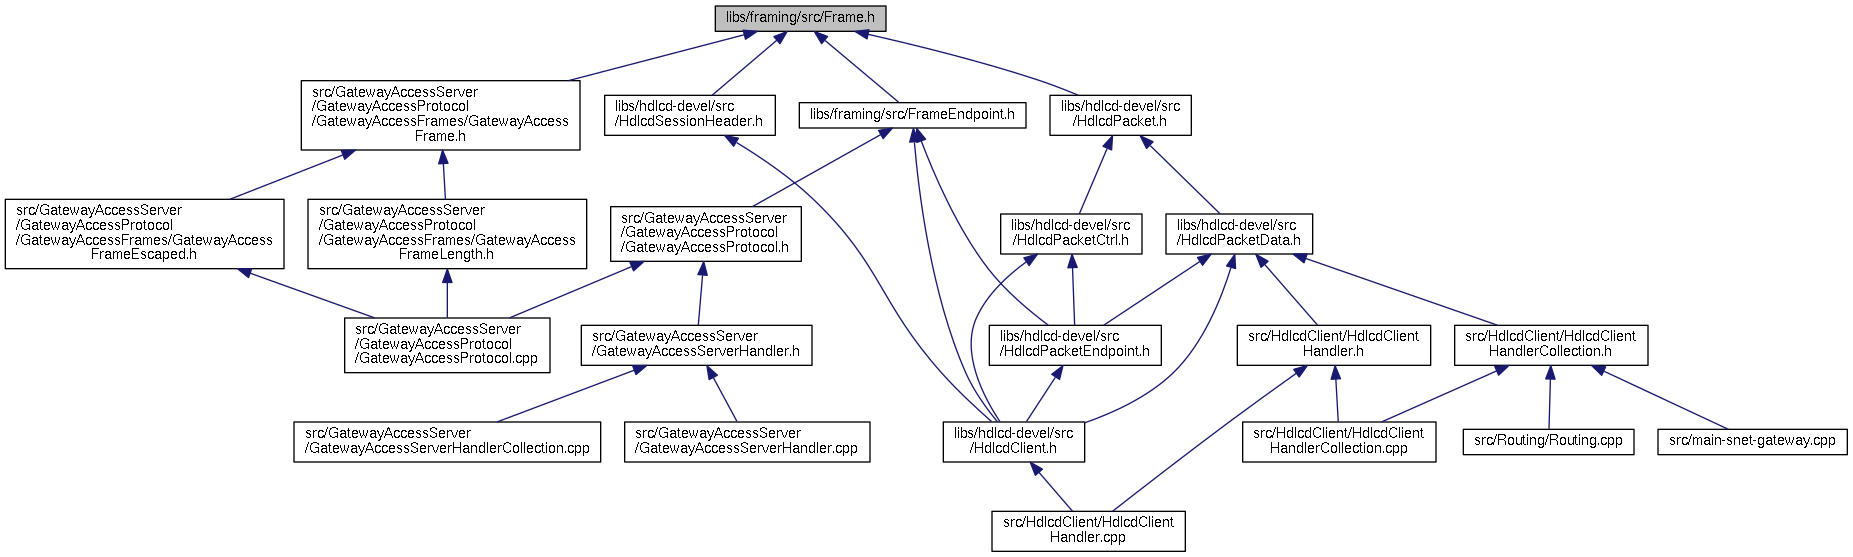 libs/framing/src/Frame.h
src/GatewayAccessServer
/GatewayAccessProtocol
/GatewayAccessFrames/GatewayAccess
Frame.h
libs/hdlcd-devel/src
/HdlcdSessionHeader.h
libs/framing/src/FrameEndpoint.h
libs/hdlcd-devel/src
/HdlcdPacket.h
src/GatewayAccessServer
/GatewayAccessProtocol
/GatewayAccessFrames/GatewayAccess
FrameEscaped.h
src/GatewayAccessServer
/GatewayAccessProtocol
/GatewayAccessFrames/GatewayAccess
FrameLength.h
src/GatewayAccessServer
/GatewayAccessProtocol
/GatewayAccessProtocol.h
libs/hdlcd-devel/src
/HdlcdPacketCtrl.h
libs/hdlcd-devel/src
/HdlcdPacketData.h
src/GatewayAccessServer
/GatewayAccessProtocol
/GatewayAccessProtocol.cpp
src/GatewayAccessServer
/GatewayAccessServerHandler.h
libs/hdlcd-devel/src
/HdlcdPacketEndpoint.h
src/HdlcdClient/HdlcdClient
Handler.h
src/HdlcdClient/HdlcdClient
HandlerCollection.h
src/GatewayAccessServer
/GatewayAccessServerHandlerCollection.cpp
src/GatewayAccessServer
/GatewayAccessServerHandler.cpp
libs/hdlcd-devel/src
/HdlcdClient.h
src/HdlcdClient/HdlcdClient
HandlerCollection.cpp
src/Routing/Routing.cpp
src/main-snet-gateway.cpp
src/HdlcdClient/HdlcdClient
Handler.cpp